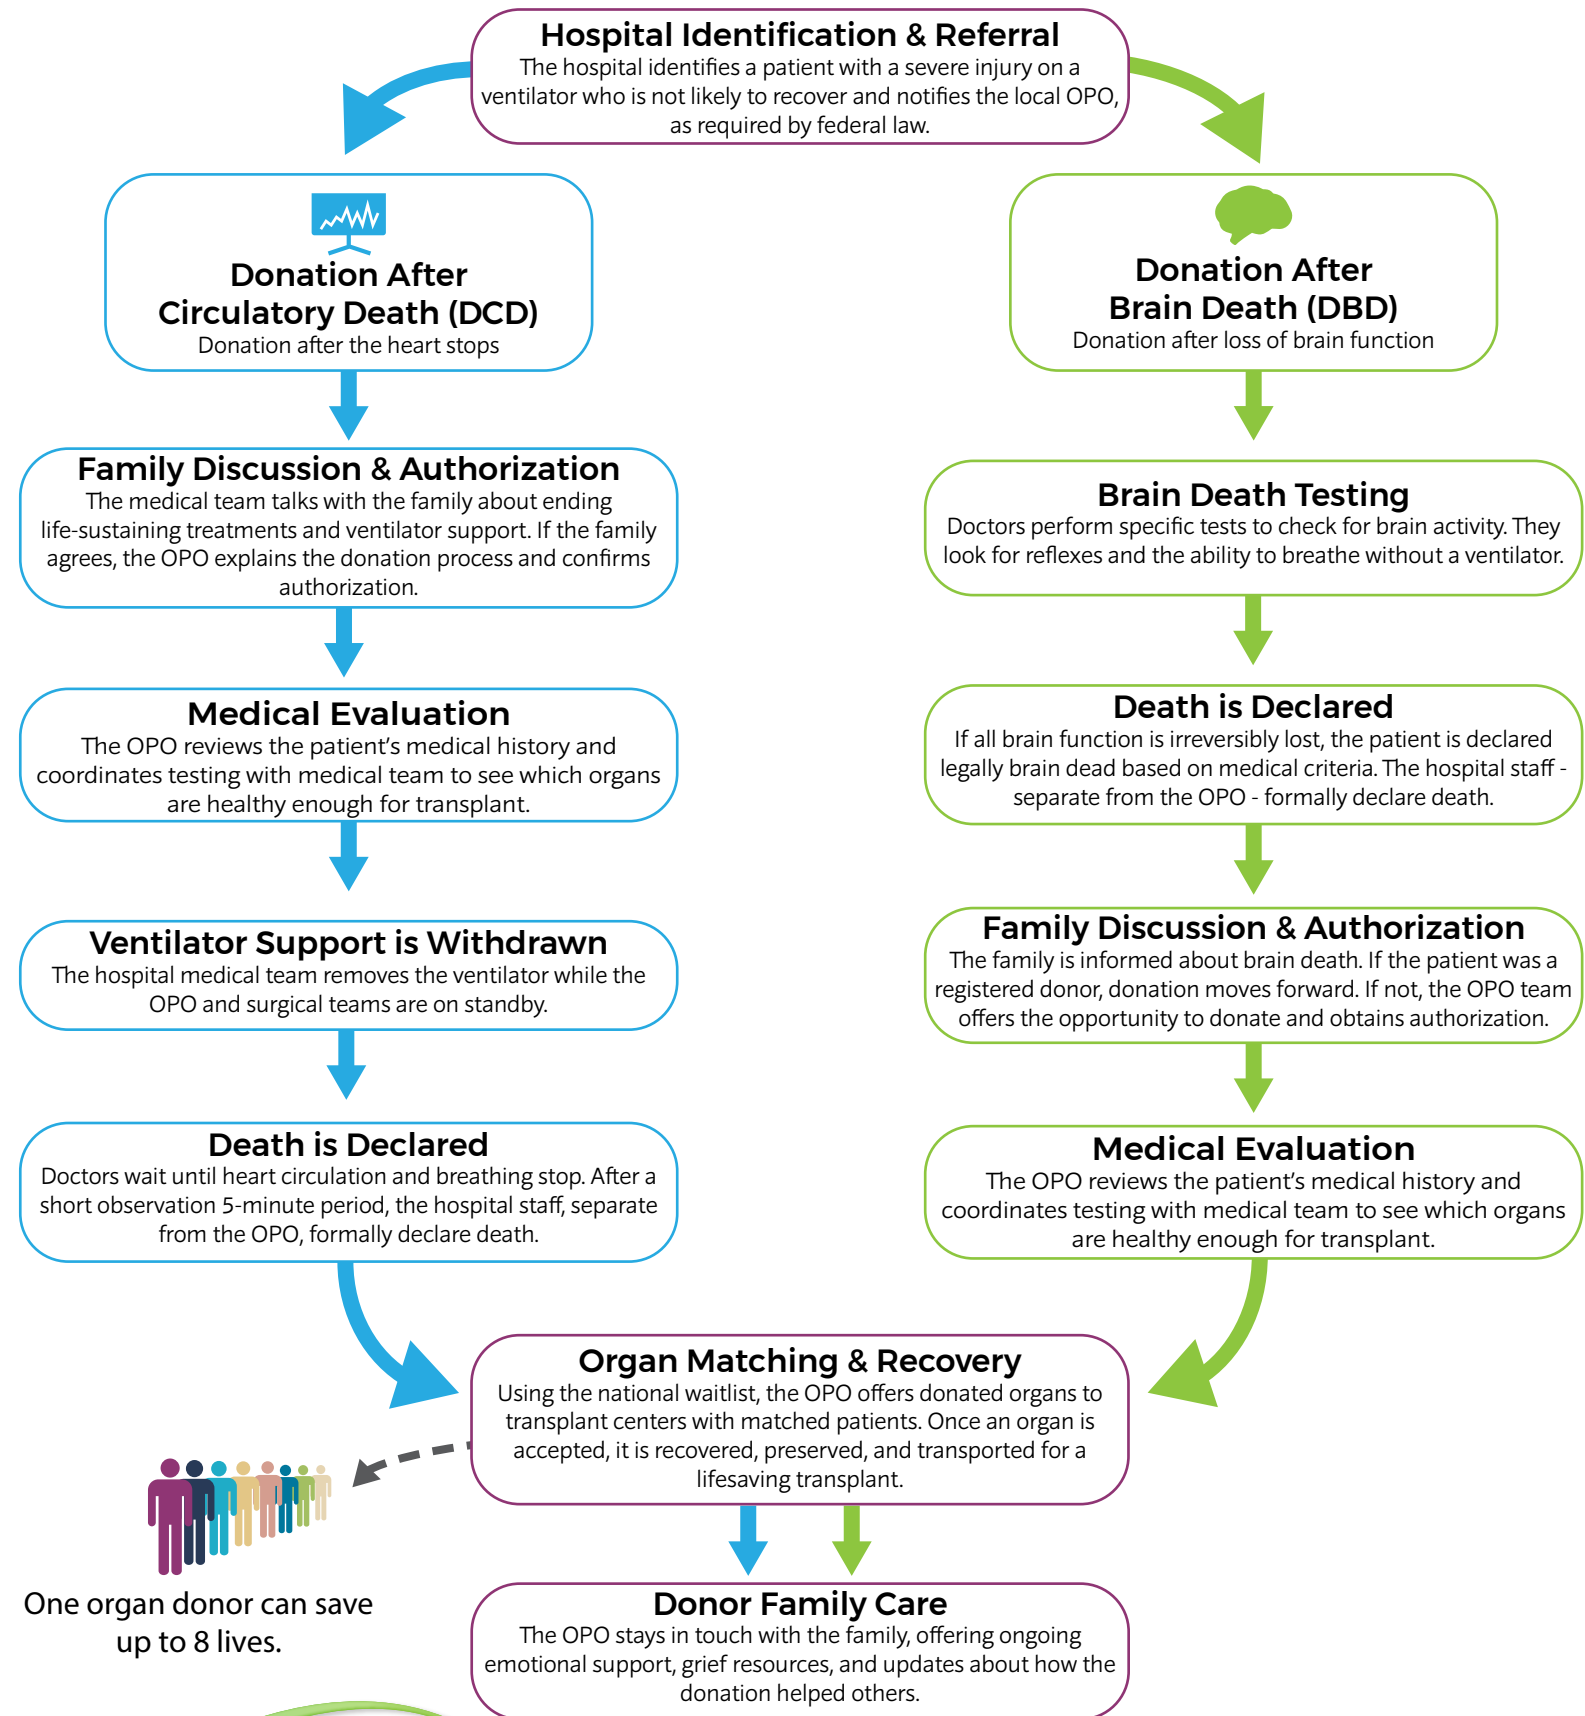 Hospital Identification & Referral
The hospital identifies a patient with a severe injury on a
ventilator who is not likely to recover and notifies the local OPO,
as required by federal law.
Donation After
Circulatory Death (DCD)
Donation after the heart stops
Family Discussion & Authorization
The medical team talks with the family about ending
life-sustaining treatments and ventilator support. If the family
agrees, the OPO explains the donation process and confirms
authorization.
Medical Evaluation
The OPO reviews the patient's medical history and
coordinates testing with medical team to see which organs
are healthy enough for transplant.
Ventilator Support is Withdrawn
The hospital medical team removes the ventilator while the
OPO and surgical teams are on standby.
Death is Declared
Doctors wait until heart circulation and breathing stop. After a
short observation 5-minute period, the hospital staff, separate
from the OPO, formally declare death.
Donation After
Brain Death (DBD)
Donation after loss of brain function
Brain Death Testing
Doctors perform specific tests to check for brain activity. They
look for reflexes and the ability to breathe without a ventilator.
Death is Declared
If all brain function is irreversibly lost, the patient is declared
legally brain dead based on medical criteria. The hospital staff -
separate from the OPO - formally declare death.
Family Discussion & Authorization
The family is informed about brain death. If the patient was a
registered donor, donation moves forward. If not, the OPO team
offers the opportunity to donate and obtains authorization.
Medical Evaluation
The OPO reviews the patient's medical history and
coordinates testing with medical team to see which organs
are healthy enough for transplant.
Organ Matching & Recovery
Using the national waitlist, the OPO offers donated organs to
transplant centers with matched patients. Once an organ is
accepted, it is recovered, preserved, and transported for a
lifesaving transplant.
One organ donor can save
up to 8 lives.
Donor Family Care
The OPO stays in touch with the family, offering ongoing
emotional support, grief resources, and updates about how the
donation helped others.